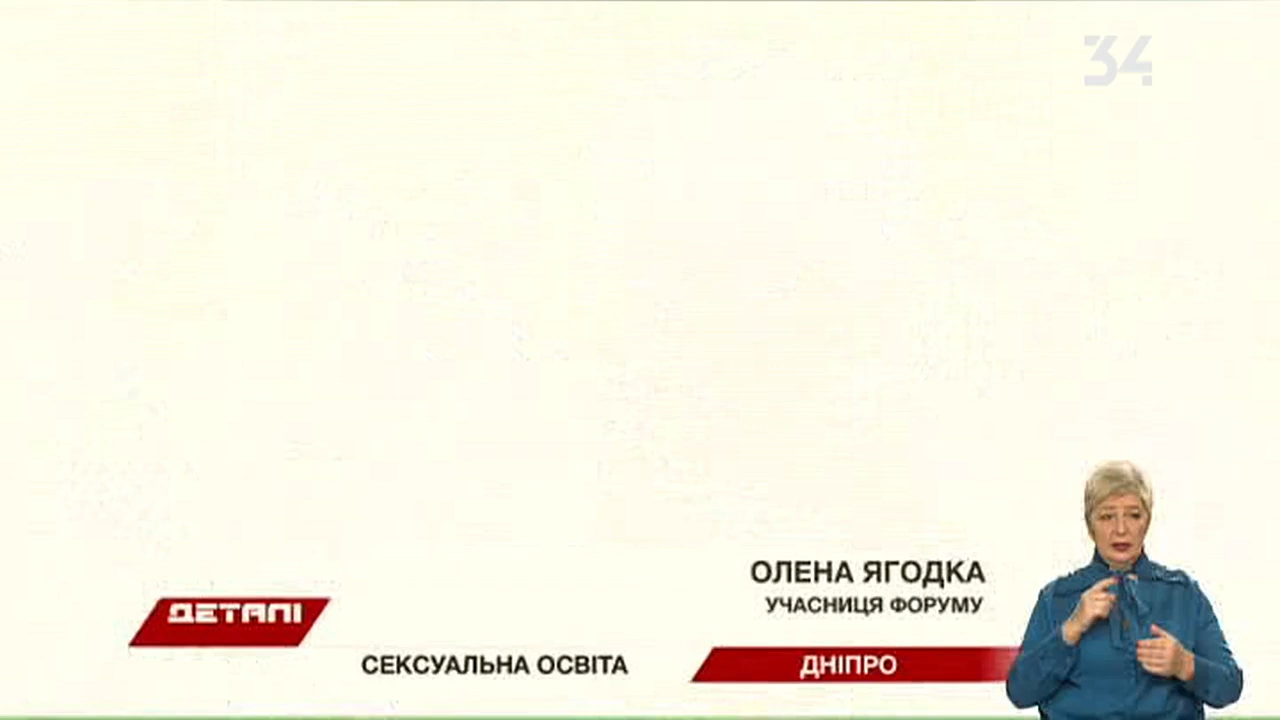 34
ОЛЕНА ЯГОДКА
УЧАСНИЦЯ ФОРУМУ
ДЕТАЛІ
СЕКСУАЛЬНА ОСВІТА
ДНІПРО